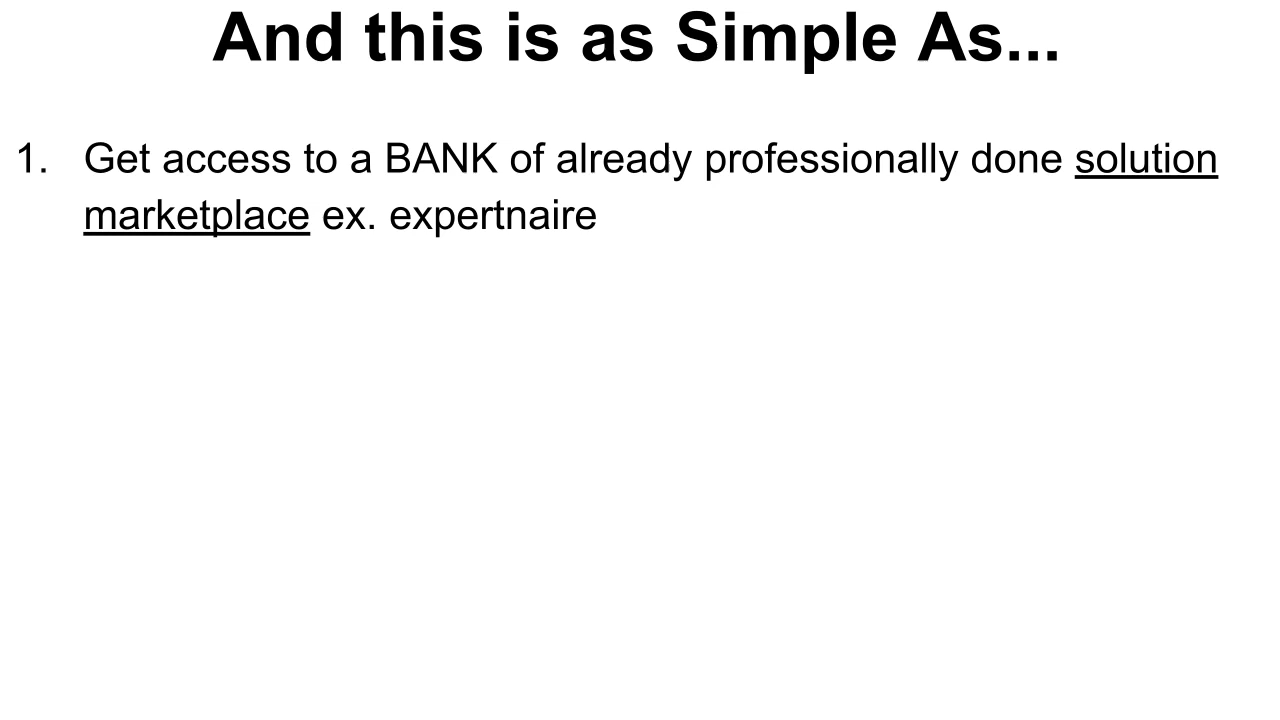 And this is as Simple As...
1. Get access to a BANK of already professionally done solution
marketplace ex. expertnaire